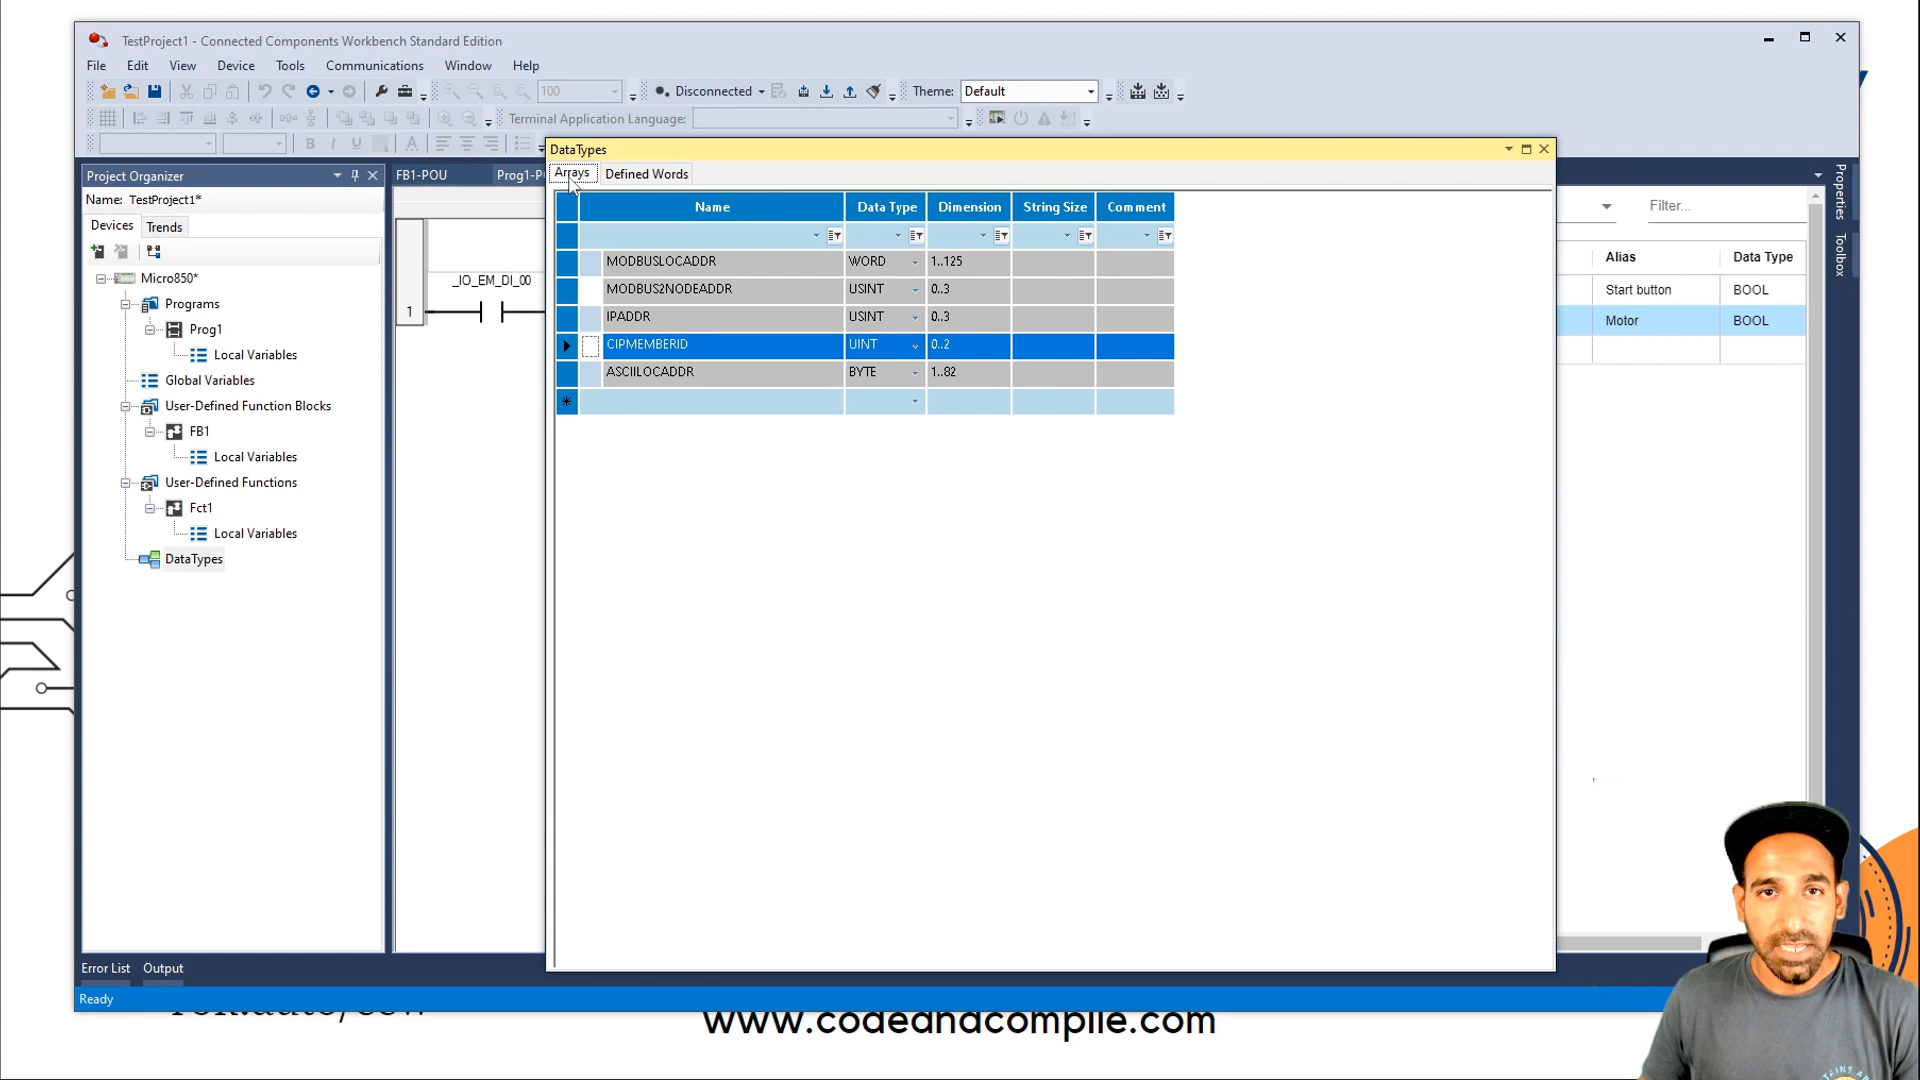 TestProject1 - Connected Components Workbench Standard Edition
File Edit View Device Tools Communications Window Help
100 Disconnected Theme: Default
Terminal Application Language:
B I U A
Project Organizer
Name: TestProject1*
Devices Trends
Micro850*
Programs
Prog1
Local Variables
Global Variables
User-Defined Function Blocks
FB1
Local Variables
User-Defined Functions
Fct1
Local Variables
DataTypes
FB1-POU
_IO_EM_DI_00
1
DataTypes
Arrays Defined Words
Name Data Type Dimension String Size Comment
MODBUSLOCADDR WORD 1..125
MODBUS2NODEADDR USINT 0..3
IPADDR USINT 0..3
CIPMEMBERID UINT 0..2
ASCIILOCADDR BYTE 1..82
*
Filter...
Alias Data Type
Start button BOOL
Motor BOOL
Properties
Toolbox
Error List Output
Ready
www.codeandcompile.com